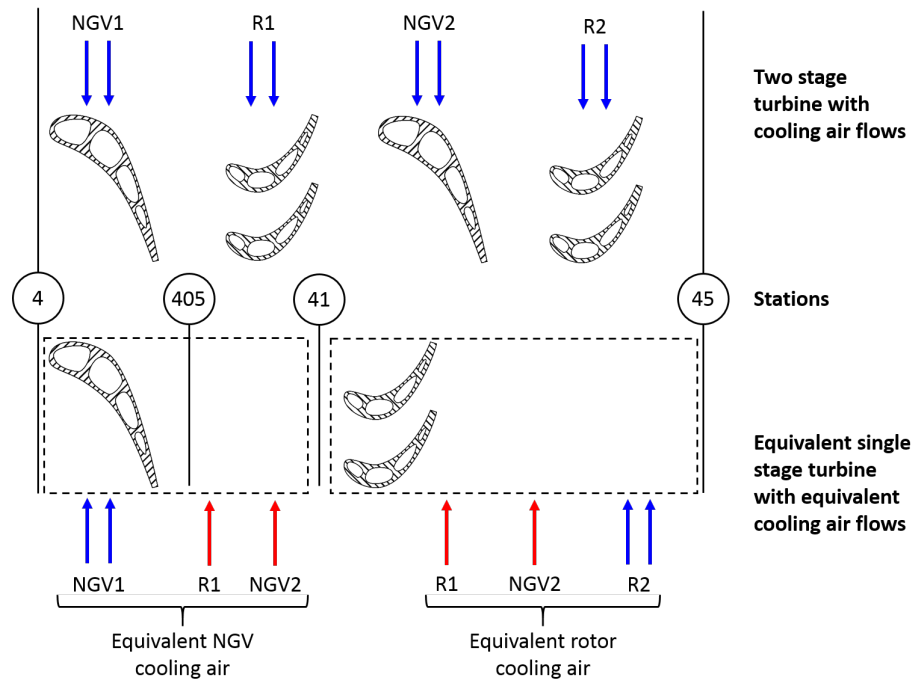 NGV1
R1
NGV2
R2
Two stage
turbine with
cooling air flows
4
405
41
45
Stations
Equivalent single
stage turbine
with equivalent
cooling air flows
NGV1
R1
NGV2
R1
NGV2
R2
Equivalent NGV
cooling air
Equivalent rotor
cooling air